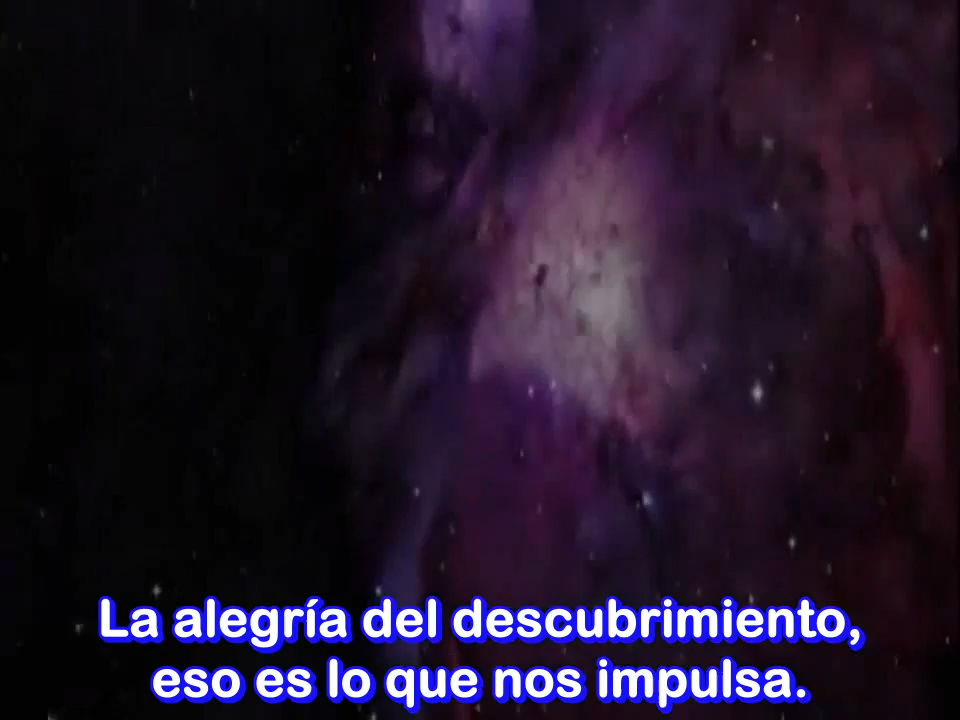 La alegría del descubrimiento,
eso es lo que nos impulsa.